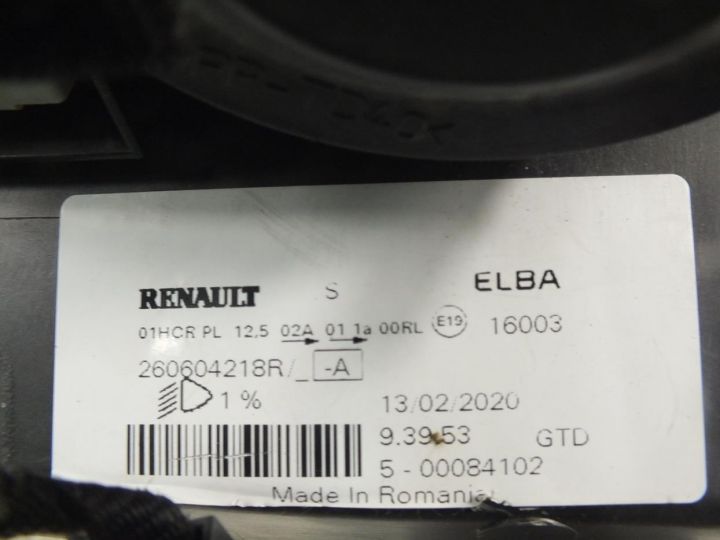 RENAULT S ELBA
01HCR PL 12,5 02A 01 1a 00RL E19 16003
260604218R/_ -A
1 % 13/02/2020
9.39.53 GTD
5 - 00084102
Made In Romania